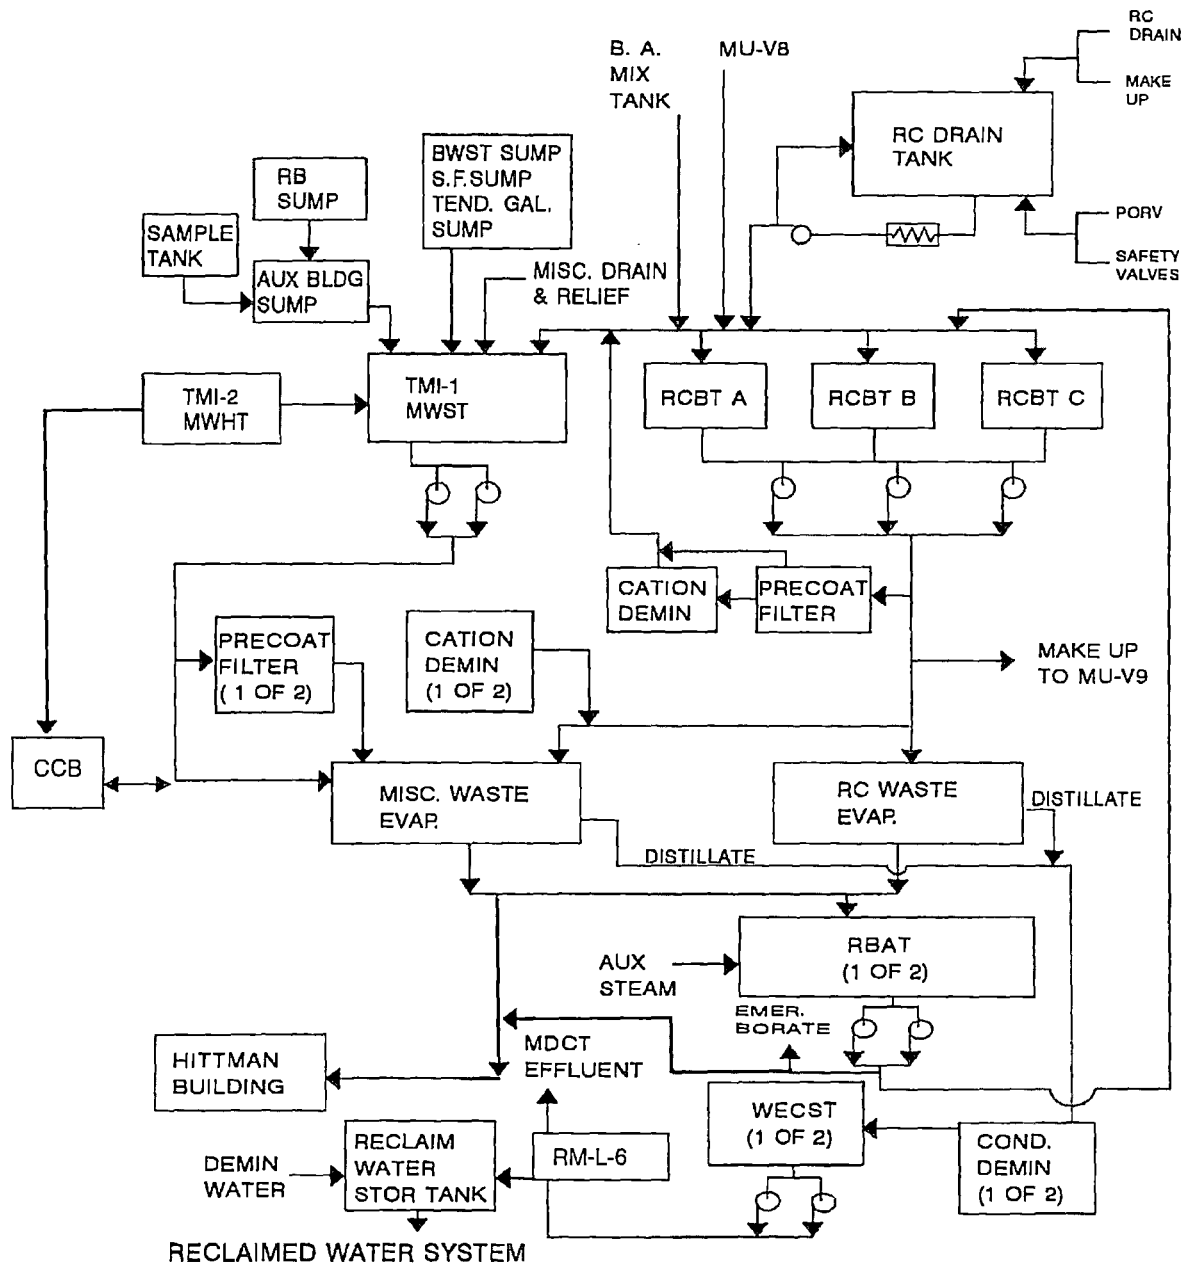 RC
DRAIN
MAKE
UP
B. A.
MIX
TANK
MU-V8
RC DRAIN
TANK
PORV
SAFETY
VALVES
BWST SUMP
S.F. SUMP
TEND. GAL.
SUMP
RB
SUMP
SAMPLE
TANK
AUX BLDG
SUMP
MISC. DRAIN
& RELIEF
TMI-2
MWHT
TMI-1
MWST
RCBT A
RCBT B
RCBT C
CATION
DEMIN
PRECOAT
FILTER
PRECOAT
FILTER
( 1 OF 2)
CATION
DEMIN
(1 OF 2)
MAKE UP
TO MU-V9
CCB
MISC. WASTE
EVAP.
RC WASTE
EVAP.
DISTILLATE
DISTILLATE
RBAT
(1 OF 2)
AUX
STEAM
EMER.
BORATE
MDCT
EFFLUENT
HITTMAN
BUILDING
WECST
(1 OF 2)
COND.
DEMIN
(1 OF 2)
RECLAIM
WATER
STOR TANK
RM-L-6
DEMIN
WATER
RECLAIMED WATER SYSTEM